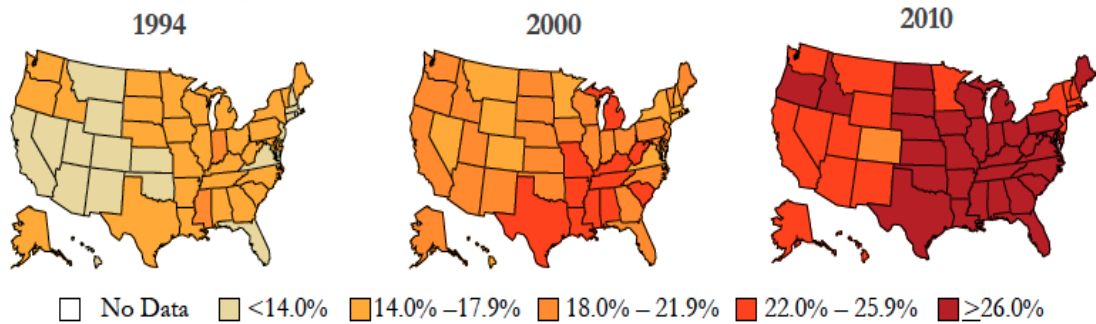 1994 2000 2010
No Data <14.0% 14.0% –17.9% 18.0% – 21.9% 22.0% – 25.9% ≥26.0%